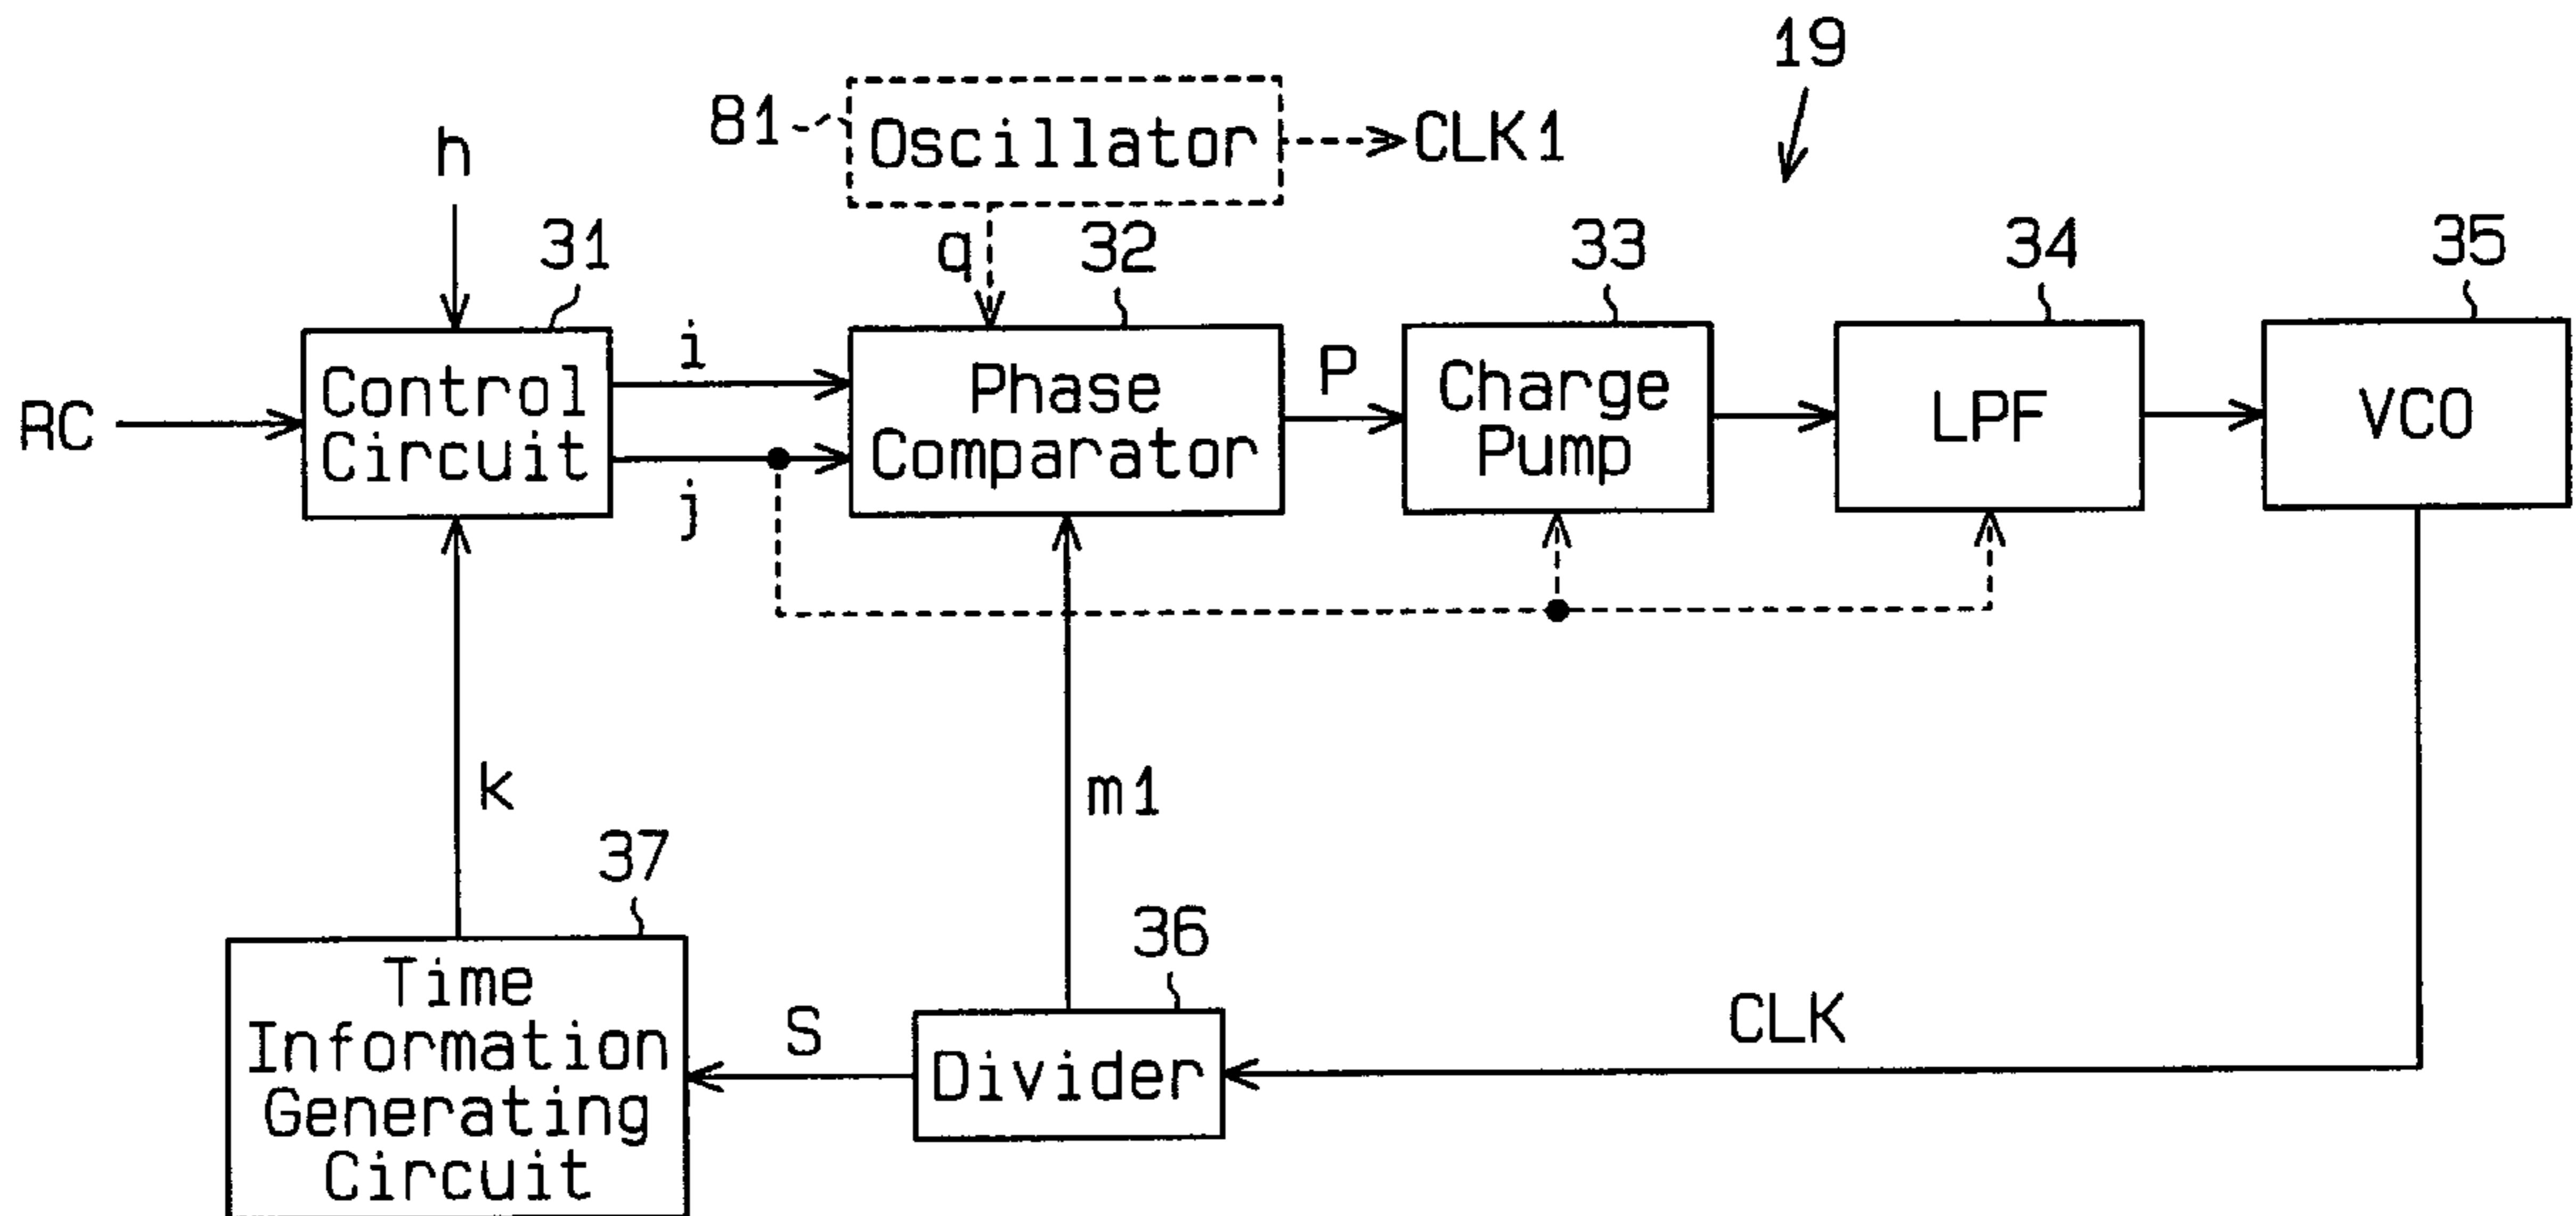 19
81
Oscillator
CLK1
h
31
q
32
33
34
35
RC
Control
Circuit
i
j
Phase
Comparator
P
Charge
Pump
LPF
VCO
k
m1
37
36
Time
Information
Generating
Circuit
S
Divider
CLK